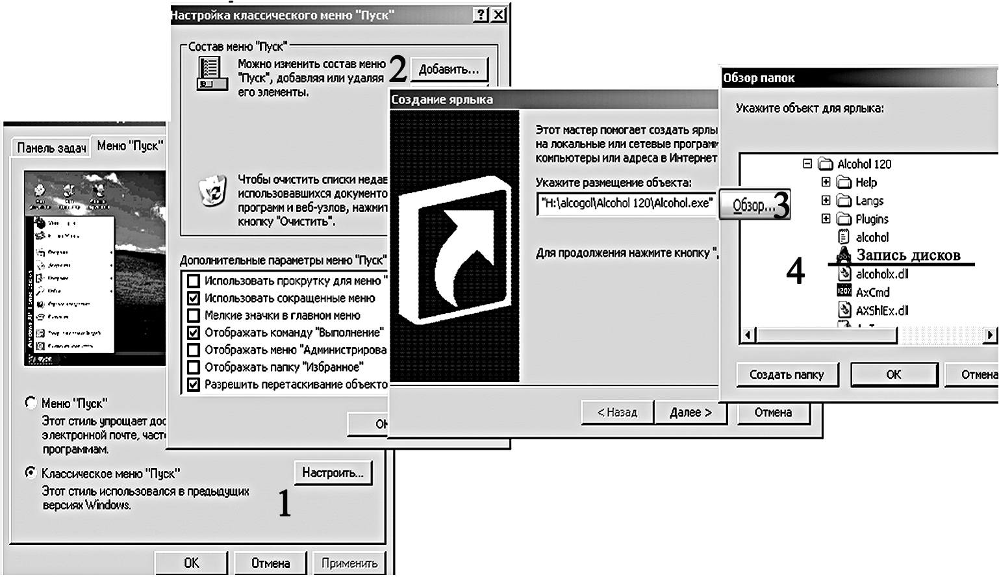 Настройка классического меню "Пуск"
Состав меню "Пуск"
Можно изменить состав меню
"Пуск", добавляя или удаляя
его элементы.
2
Добавить...
Чтобы очистить списки недав
использовавшихся документо
программ и веб-узлов, нажмит
кнопку "Очистить".
Дополнительные параметры меню "Пуск"
Использовать прокрутку для меню "
Использовать сокращенные меню
Мелкие значки в главном меню
Отображать команду "Выполнение"
Отображать меню "Администрирова
Отображать папку "Избранное"
Разрешить перетаскивание объекто
ОК
Панель задач
Меню "Пуск"
Меню "Пуск"
Этот стиль упрощает дос
электронной почте, част
программам.
Классическое меню "Пуск"
Этот стиль использовался в предыдущих
версиях Windows.
Настроить...
1
ОК
Отмена
Применить
Создание ярлыка
Этот мастер помогает создать ярлы
на локальные или сетевые програм
компьютеры или адреса в Интернет
Укажите размещение объекта:
"H:\alcogol\Alcohol 120\Alcohol.exe"
Обзор...
3
Для продолжения нажмите кнопку "
< Назад
Далее >
Отмена
Обзор папок
Укажите объект для ярлыка:
Alcohol 120
Help
Langs
Plugins
alcohol
Запись дисков
4
alcoholx.dll
120%
AxCmd
AXShlEx.dll
Создать папку
ОК
Отмена